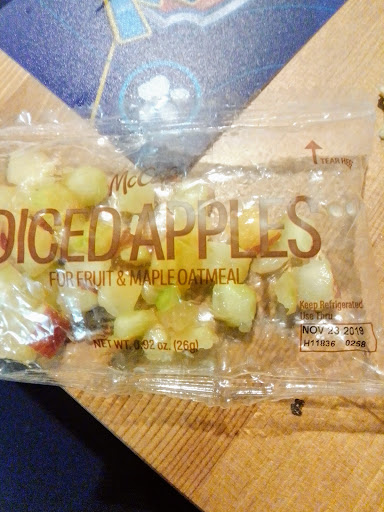 McC
DICED APPLES
FOR FRUIT & MAPLE OATMEAL
NET WT. 0.92 oz. (26g)
TEAR HERE
Keep Refrigerated
Use Thru
NOV 23 2019
H11836 0258